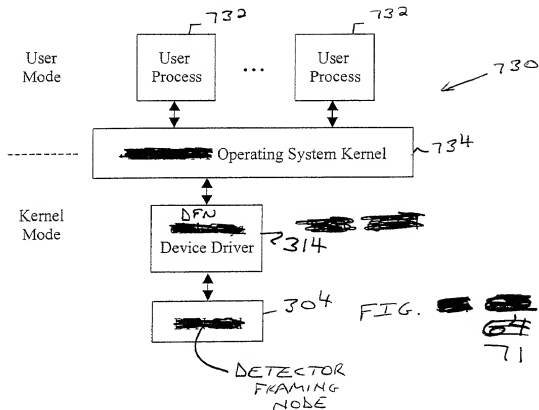 732 732
User Mode
User Process ... User Process
730
Operating System Kernel
734
Kernel Mode
DFN
Device Driver
314
304
FIG.
64
71
DETECTOR
FRAMING
NODE